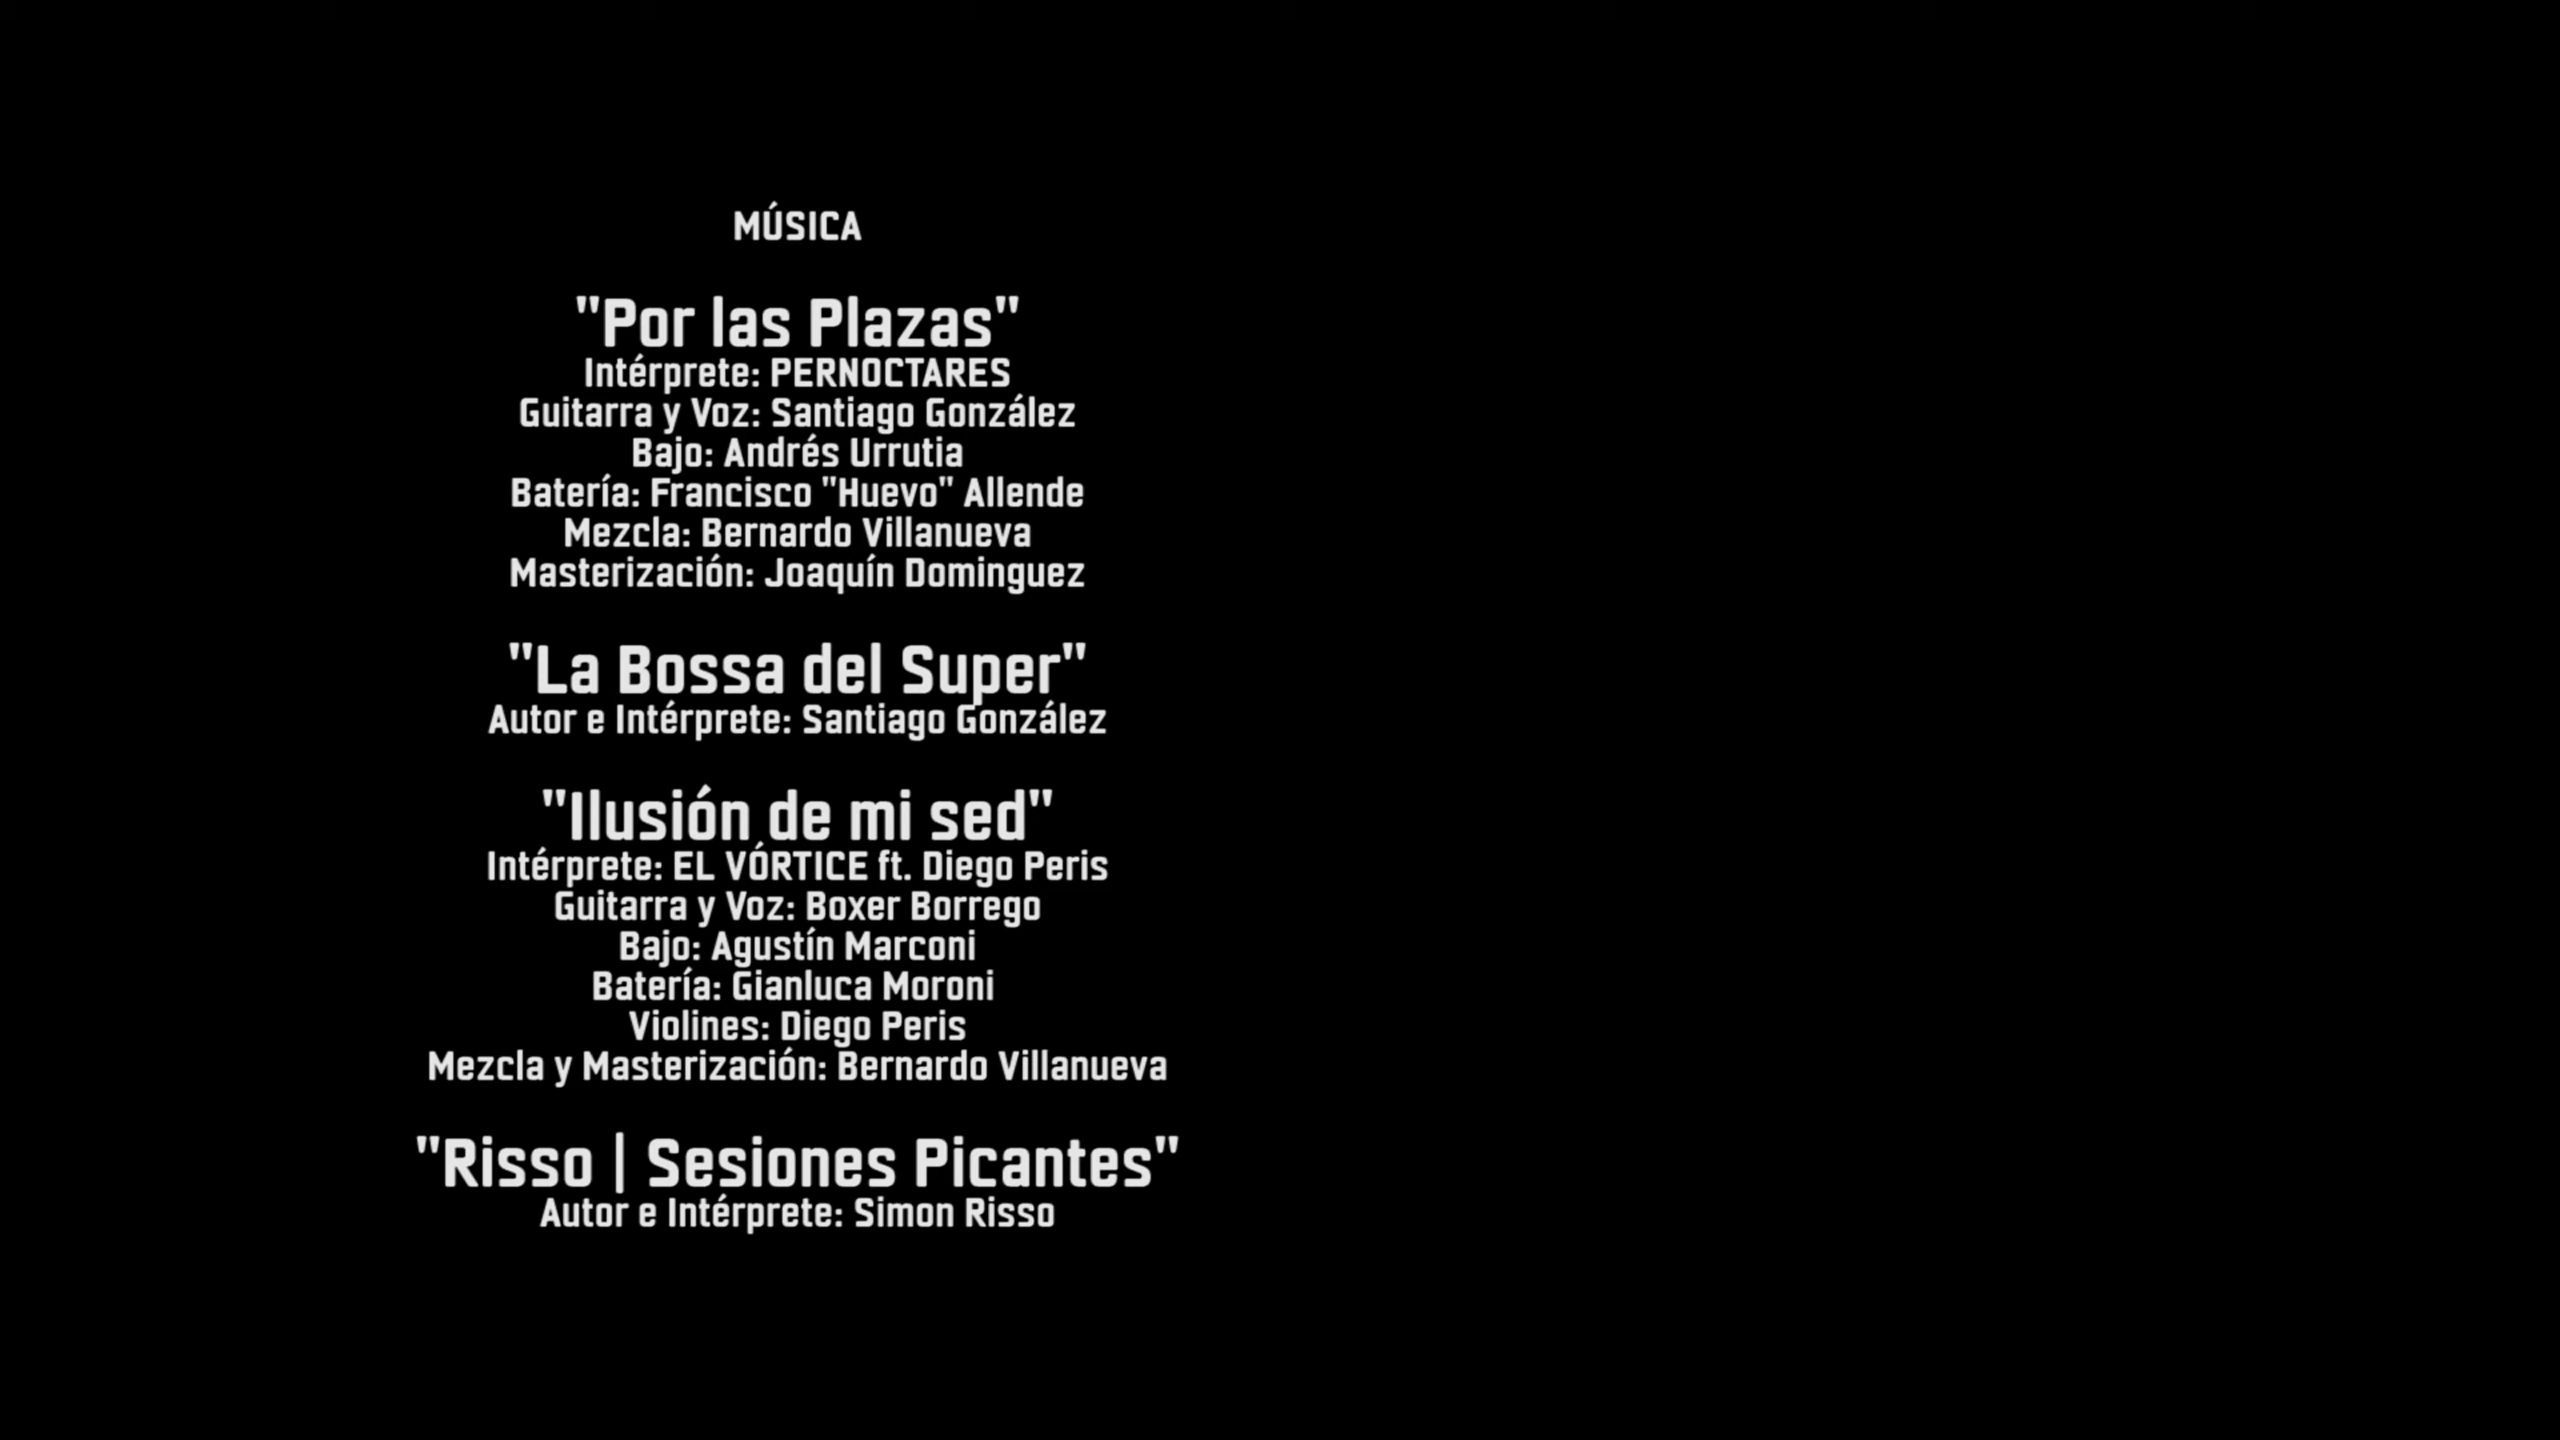 MÚSICA
"Por las Plazas"
Intérprete: PERNOCTARES
Guitarra y Voz: Santiago González
Bajo: Andrés Urrutia
Batería: Francisco "Huevo" Allende
Mezcla: Bernardo Villanueva
Masterización: Joaquín Dominguez
"La Bossa del Super"
Autor e Intérprete: Santiago González
"Ilusión de mi sed"
Intérprete: EL VÓRTICE ft. Diego Peris
Guitarra y Voz: Boxer Borrego
Bajo: Agustín Marconi
Batería: Gianluca Moroni
Violines: Diego Peris
Mezcla y Masterización: Bernardo Villanueva
"Risso | Sesiones Picantes"
Autor e Intérprete: Simon Risso